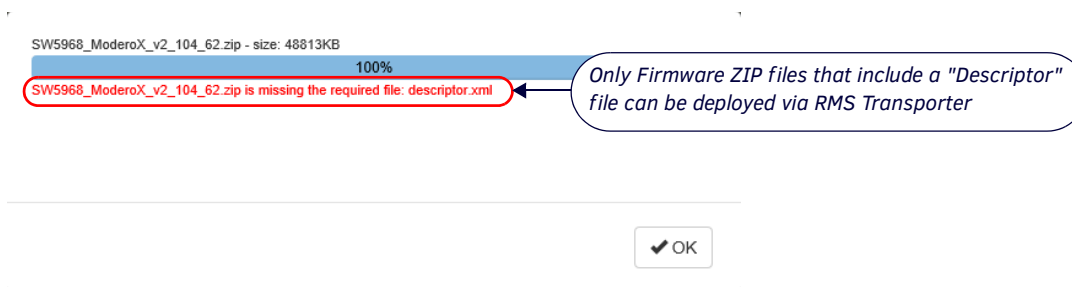 SW5968_ModeroX_v2_104_62.zip - size: 48813KB
100%
SW5968_ModeroX_v2_104_62.zip is missing the required file: descriptor.xml
Only Firmware ZIP files that include a "Descriptor"
file can be deployed via RMS Transporter
OK